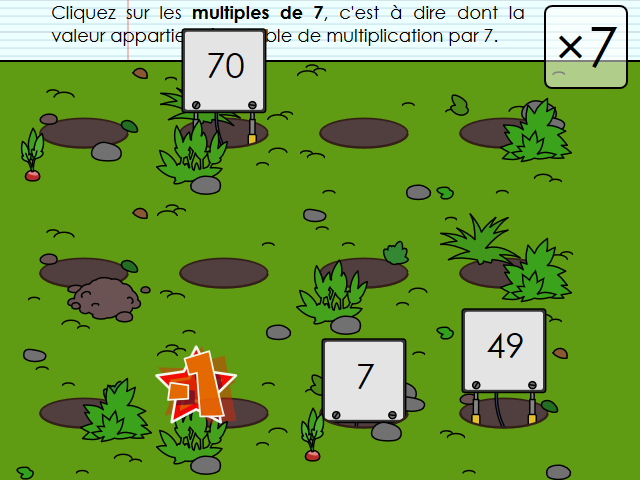 Cliquez sur les multiples de 7, c'est à dire dont la
valeur appartie ble de multiplication par 7.
×7
70
49
7
-1